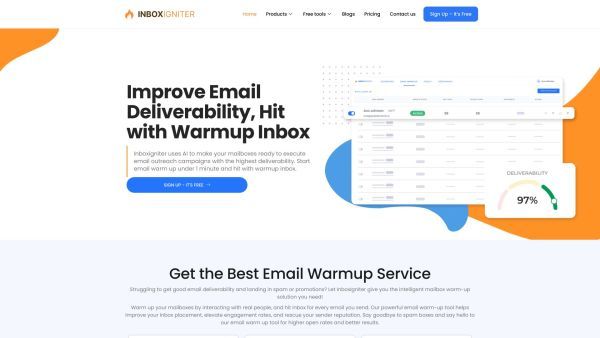 INBOXIGNITER
Home Products Free tools Blogs Pricing Contact us Sign Up - It's Free
Improve Email
Deliverability, Hit
with Warmup Inbox
Inboxigniter uses AI to make your mailboxes ready to execute
email outreach campaigns with the highest deliverability. Start
email warm up under 1 minute and hit with warmup inbox.
SIGN UP - IT'S FREE
DELIVERABILITY
97%
Get the Best Email Warmup Service
Struggling to get good email deliverability and landing in spam or promotions? Let Inboxigniter give you the intelligent mailbox warm-up
solution you need!
Warm up your mailboxes by interacting with real people, and hit inbox for every email you send. Our powerful email warm-up tool helps
improve your inbox placement, elevate engagement rates, and rescue your sender reputation. Say goodbye to spam boxes and say hello to
our email warm up tool for higher open rates and better results.